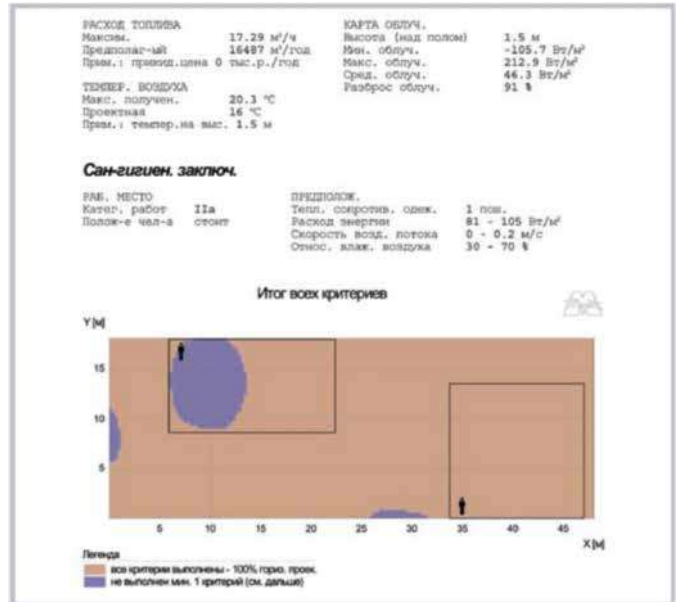 РАСХОД ТОПЛИВА
Максим. 17.29 м³/ч
Предполаг-ый 16487 м³/год
Прим.: прикид.цена 0 тыс.р./год
ТЕМПЕР. ВОЗДУХА
Макс. получен. 20.3 °C
Проектная 16 °C
Прим.: темпер.на выс. 1.5 м
КАРТА ОБЛУЧ.
Высота (над полом) 1.5 м
Мин. облуч. -105.7 Вт/м²
Макс. облуч. 212.9 Вт/м²
Сред. облуч. 46.3 Вт/м²
Разброс облуч. 91 %
Сан-гигиен. заключ.
РАБ. МЕСТО
Катег. работ IIa
Полож-е чел-а стоит
ПРЕДПОЛОЖ.
Тепл. сопротив. одеж. 1 пош.
Расход энергии 81 - 105 Вт/м²
Скорость возд. потока 0 - 0.2 м/с
Относ. влаж. воздуха 30 - 70 %
Итог всех критериев
Y [м]
15
10
5
5 10 15 20 25 30 35 40 45
X [м]
Легенда
все критерии выполнены - 100% гориз. проек.
не выполнен мин. 1 критерий (см. дальше)